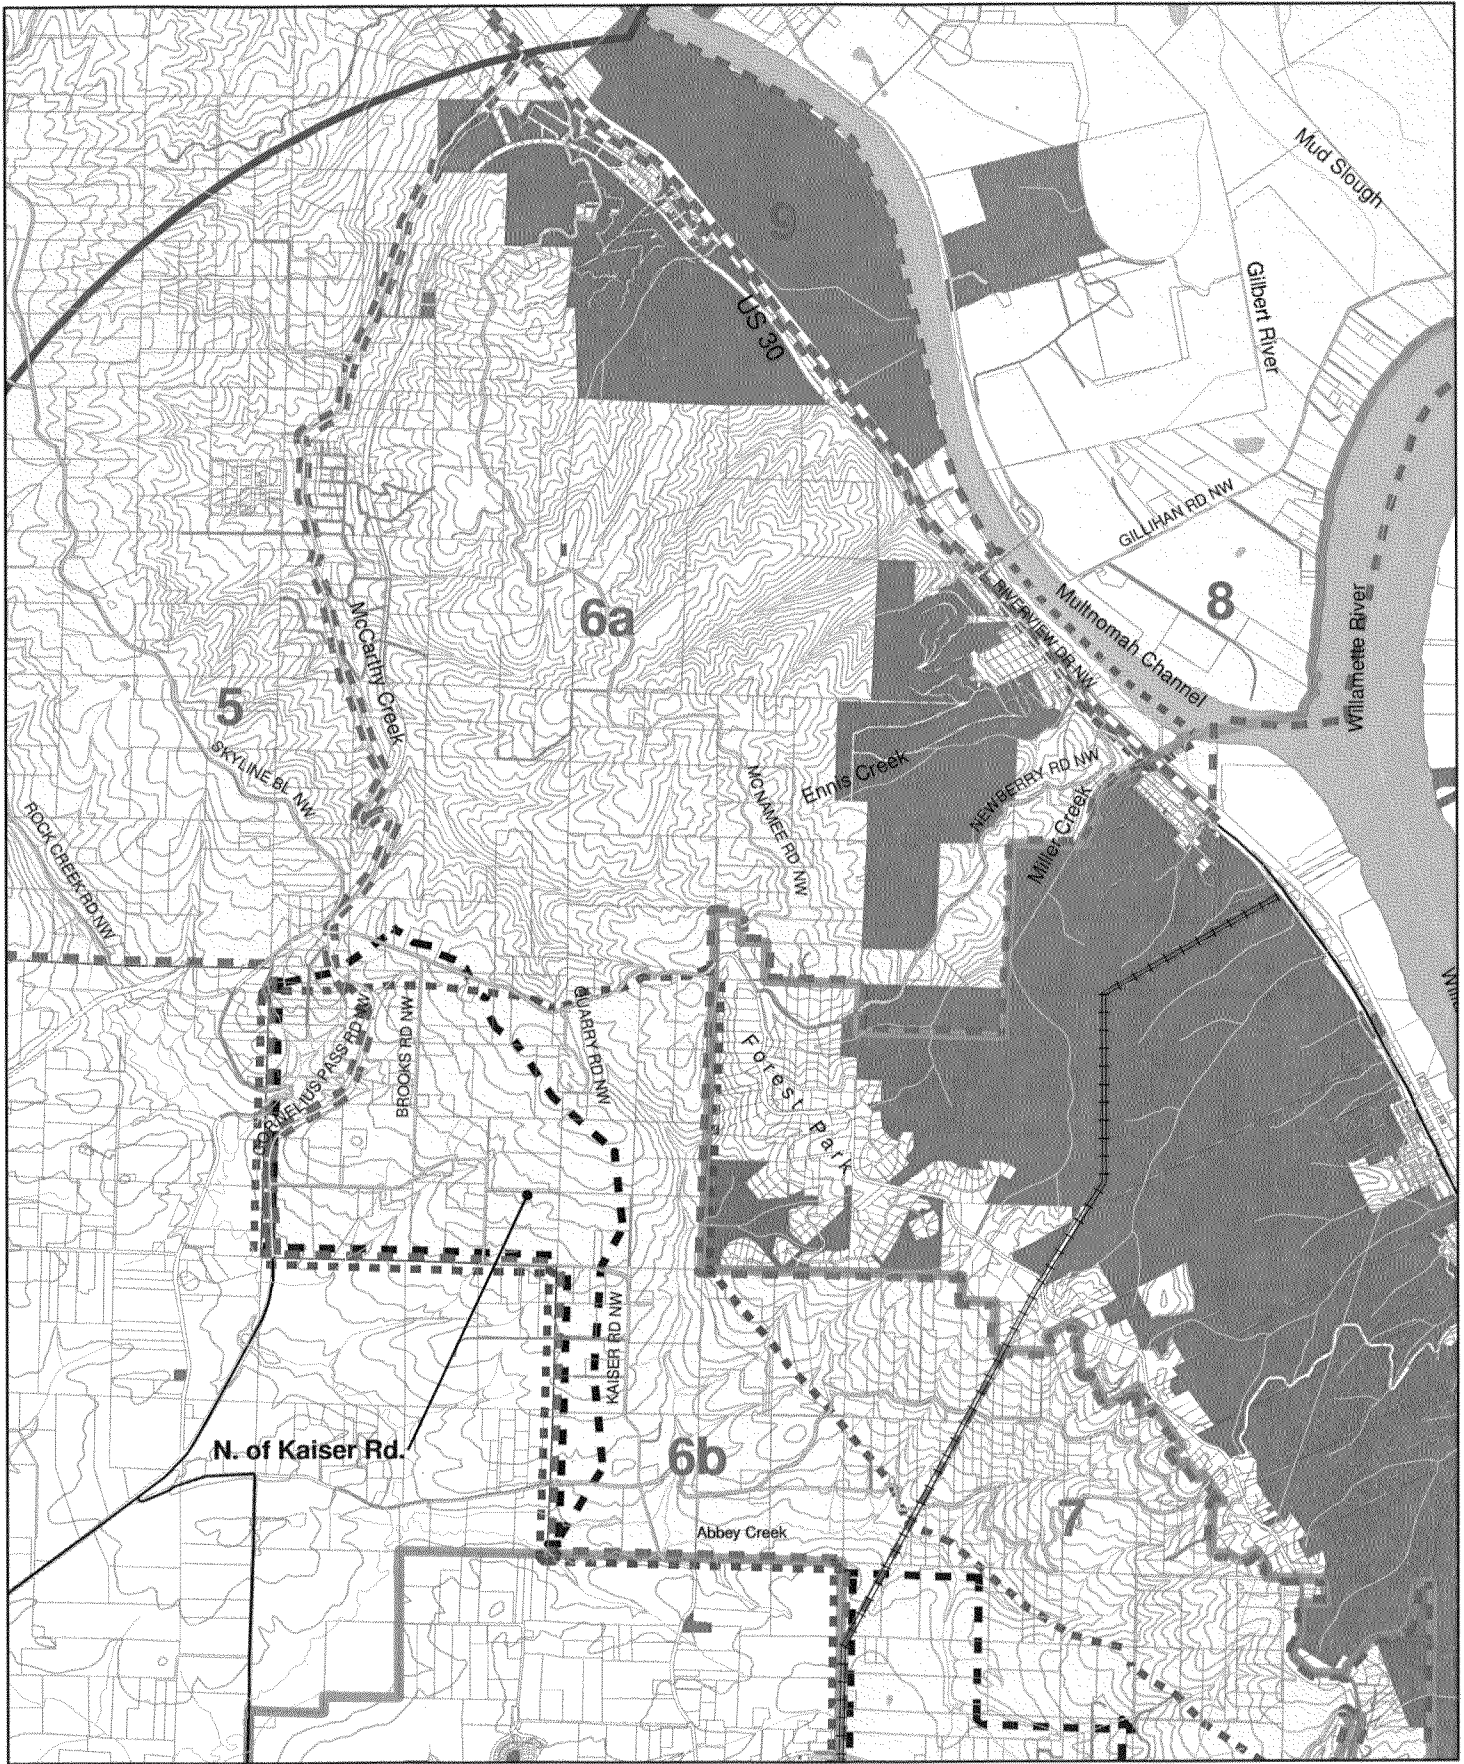 Mud Slough
9
Gilbert River
US 30
GILLIHAN RD NW
8
RIVERVIEW DR NW
Multnomah Channel
6a
McCarthy Creek
Willamette River
5
SKYLINE BL NW
Ennis Creek
NEWBERRY RD NW
MC NAMEE RD NW
Miller Creek
ROCK CREEK RD NW
QUARRY RD NW
CORNELIUS PASS RD NW
BROOKS RD NW
Forest Park
KAISER RD NW
N. of Kaiser Rd.
6b
7
Abbey Creek